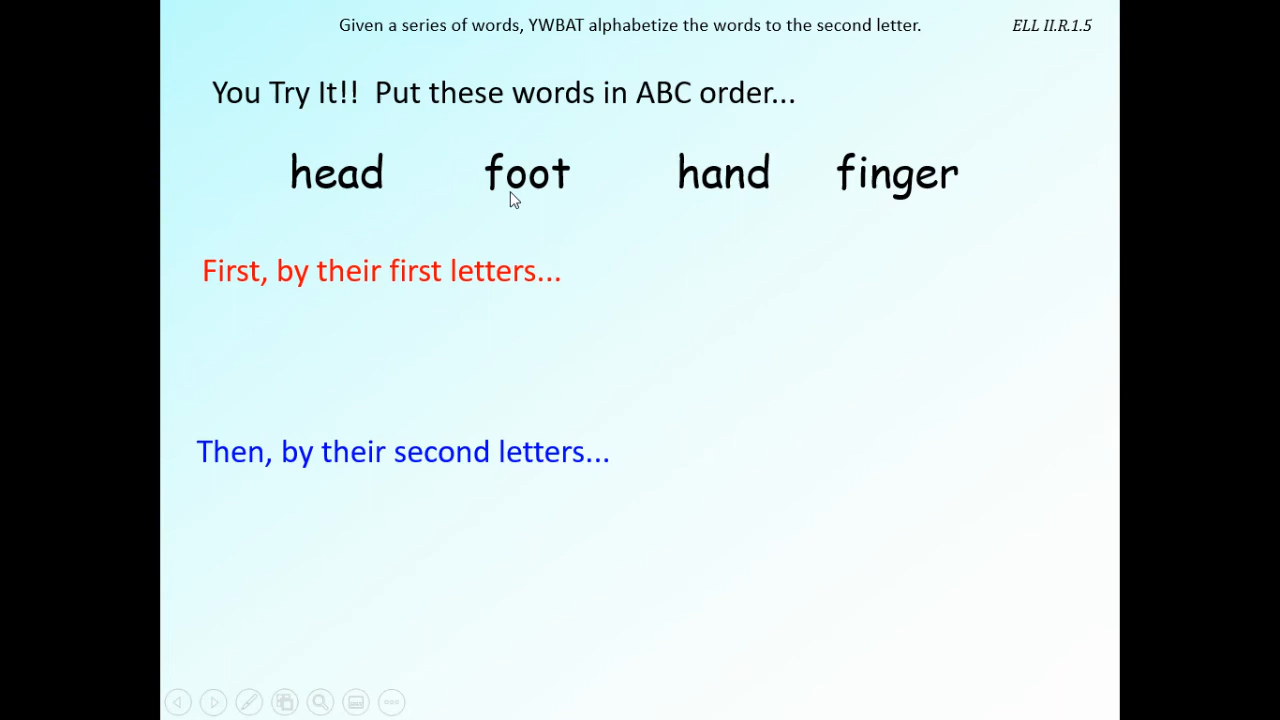 Given a series of words, YWBAT alphabetize the words to the second letter. ELL II.R.1.5
You Try It!! Put these words in ABC order...
head foot hand finger
First, by their first letters...
Then, by their second letters...